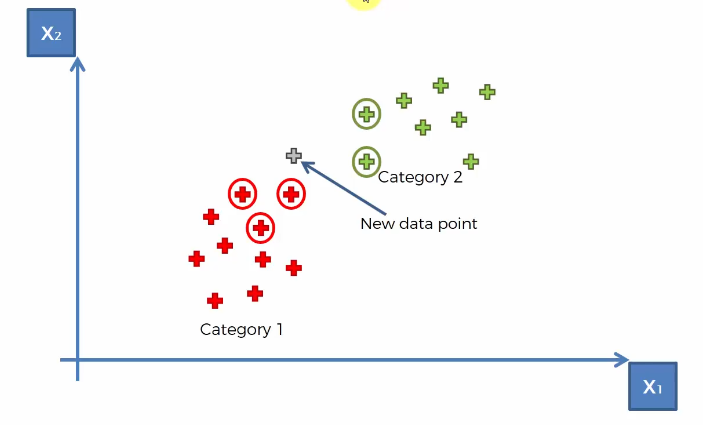 X₂
Category 2
New data point
Category 1
X₁